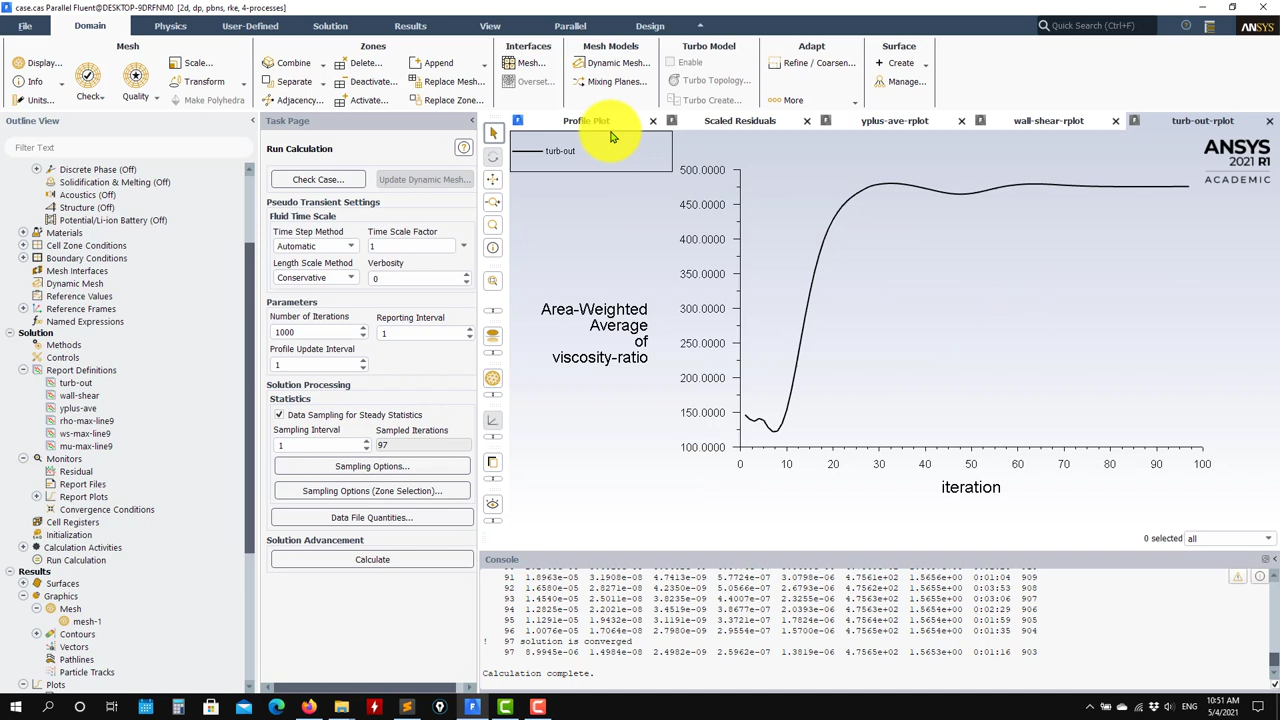 case.cas Parallel Fluent@DESKTOP-9DRFNM0 [2d, dp, pbns, rke, 4-processes]
File
Domain
Physics
User-Defined
Solution
Results
View
Parallel
Design
Quick Search (Ctrl+F)
ANSYS
Mesh
Zones
Interfaces
Mesh Models
Turbo Model
Adapt
Surface
Display...
Scale...
Combine
Delete...
Append
Mesh...
Dynamic Mesh...
Enable
Refine / Coarsen...
Create
Info
Check
Quality
Transform
Separate
Deactivate...
Replace Mesh...
Overset...
Mixing Planes...
Turbo Topology...
Manage...
Units...
Make Polyhedra
Adjacency...
Activate...
Replace Zone...
Turbo Create...
More
Outline View
Filter Text
Discrete Phase (Off)
Solidification & Melting (Off)
Acoustics (Off)
Structure (Off)
Potential/Li-ion Battery (Off)
Materials
Cell Zone Conditions
Boundary Conditions
Mesh Interfaces
Dynamic Mesh
Reference Values
Reference Frames
Named Expressions
Solution
Methods
Controls
Report Definitions
turb-out
wall-shear
yplus-ave
rho-max-line9
ws-max-line9
mu-max-line9
Monitors
Residual
Report Files
Report Plots
Convergence Conditions
Cell Registers
Initialization
Calculation Activities
Run Calculation
Results
Surfaces
Graphics
Mesh
mesh-1
Contours
Vectors
Pathlines
Particle Tracks
Plots
Task Page
Run Calculation
Check Case...
Update Dynamic Mesh...
Pseudo Transient Settings
Fluid Time Scale
Time Step Method
Time Scale Factor
Automatic
1
Length Scale Method
Verbosity
Conservative
0
Parameters
Number of Iterations
Reporting Interval
1000
1
Profile Update Interval
1
Solution Processing
Statistics
Data Sampling for Steady Statistics
Sampling Interval
Sampled Iterations
1
97
Sampling Options...
Sampling Options (Zone Selection)...
Data File Quantities...
Solution Advancement
Calculate
Profile Plot
Scaled Residuals
yplus-ave-rplot
wall-shear-rplot
turb-out-rplot
turb-out
ANSYS
2021 R1
ACADEMIC
500.0000
450.0000
400.0000
350.0000
300.0000
250.0000
200.0000
150.0000
100.0000
Area-Weighted
Average
of
viscosity-ratio
0 10 20 30 40 50 60 70 80 90 00
iteration
0 selected all
Console
91 1.8963e-05 3.1908e-08 4.7413e-09 5.7724e-07 3.0798e-06 4.7562e+02 1.5656e+00 0:01:04 909
92 1.6580e-05 2.8271e-08 4.2350e-09 5.0566e-07 2.6793e-06 4.7562e+02 1.5655e+00 0:02:40 908
93 1.4540e-05 2.5011e-08 3.8235e-09 4.4007e-07 2.3255e-06 4.7562e+02 1.5654e+00 0:03:06 907
94 1.2825e-05 2.2020e-08 3.4519e-09 3.8677e-07 2.0393e-06 4.7562e+02 1.5654e+00 0:02:29 906
95 1.1291e-05 1.9432e-08 3.1191e-09 3.3721e-07 1.7824e-06 4.7564e+02 1.5654e+00 0:01:59 905
96 1.0076e-05 1.7064e-08 2.7980e-09 2.9554e-07 1.5700e-06 4.7564e+02 1.5654e+00 0:01:35 904
! 97 solution is converged
97 8.9945e-06 1.4984e-08 2.4982e-09 2.5962e-07 1.3819e-06 4.7565e+02 1.5653e+00 0:01:16 903
Calculation complete.
ENG
10:51 AM
5/4/2021